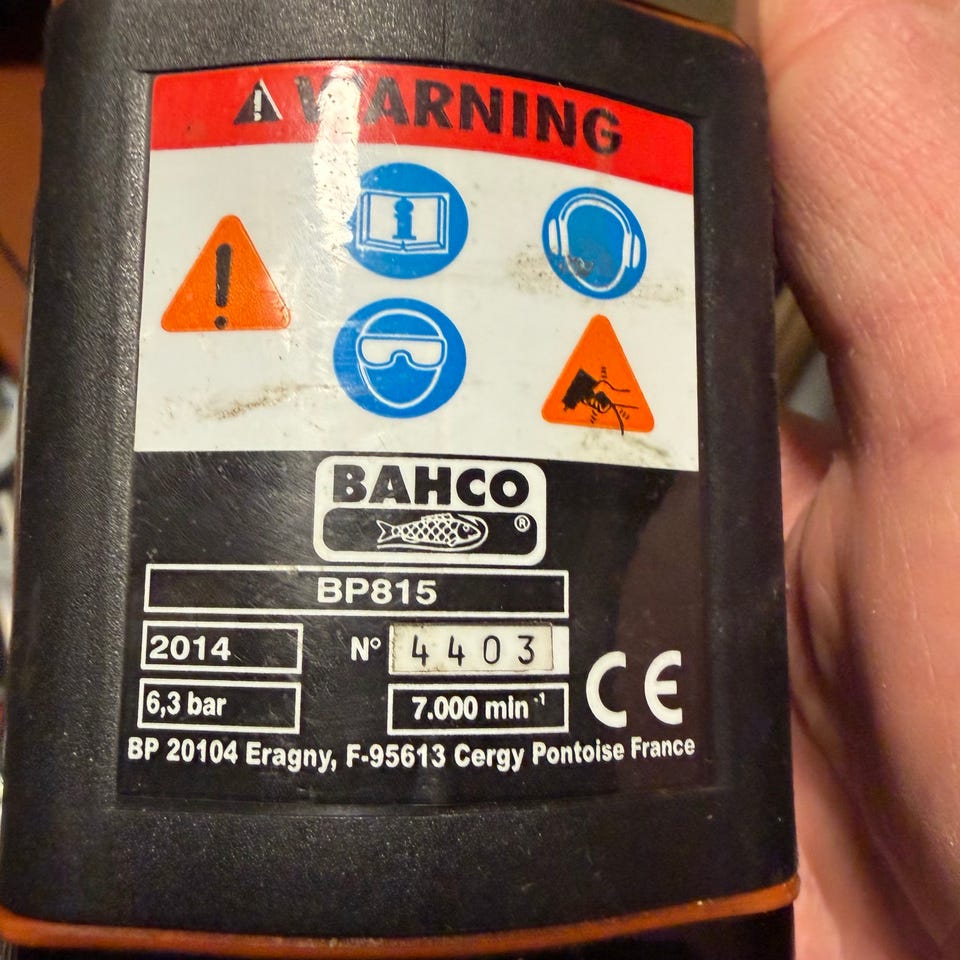 WARNING
BAHCO
®
BP815
2014
N° 4403
6,3 bar
7.000 min⁻¹
CE
BP 20104 Eragny, F-95613 Cergy Pontoise France